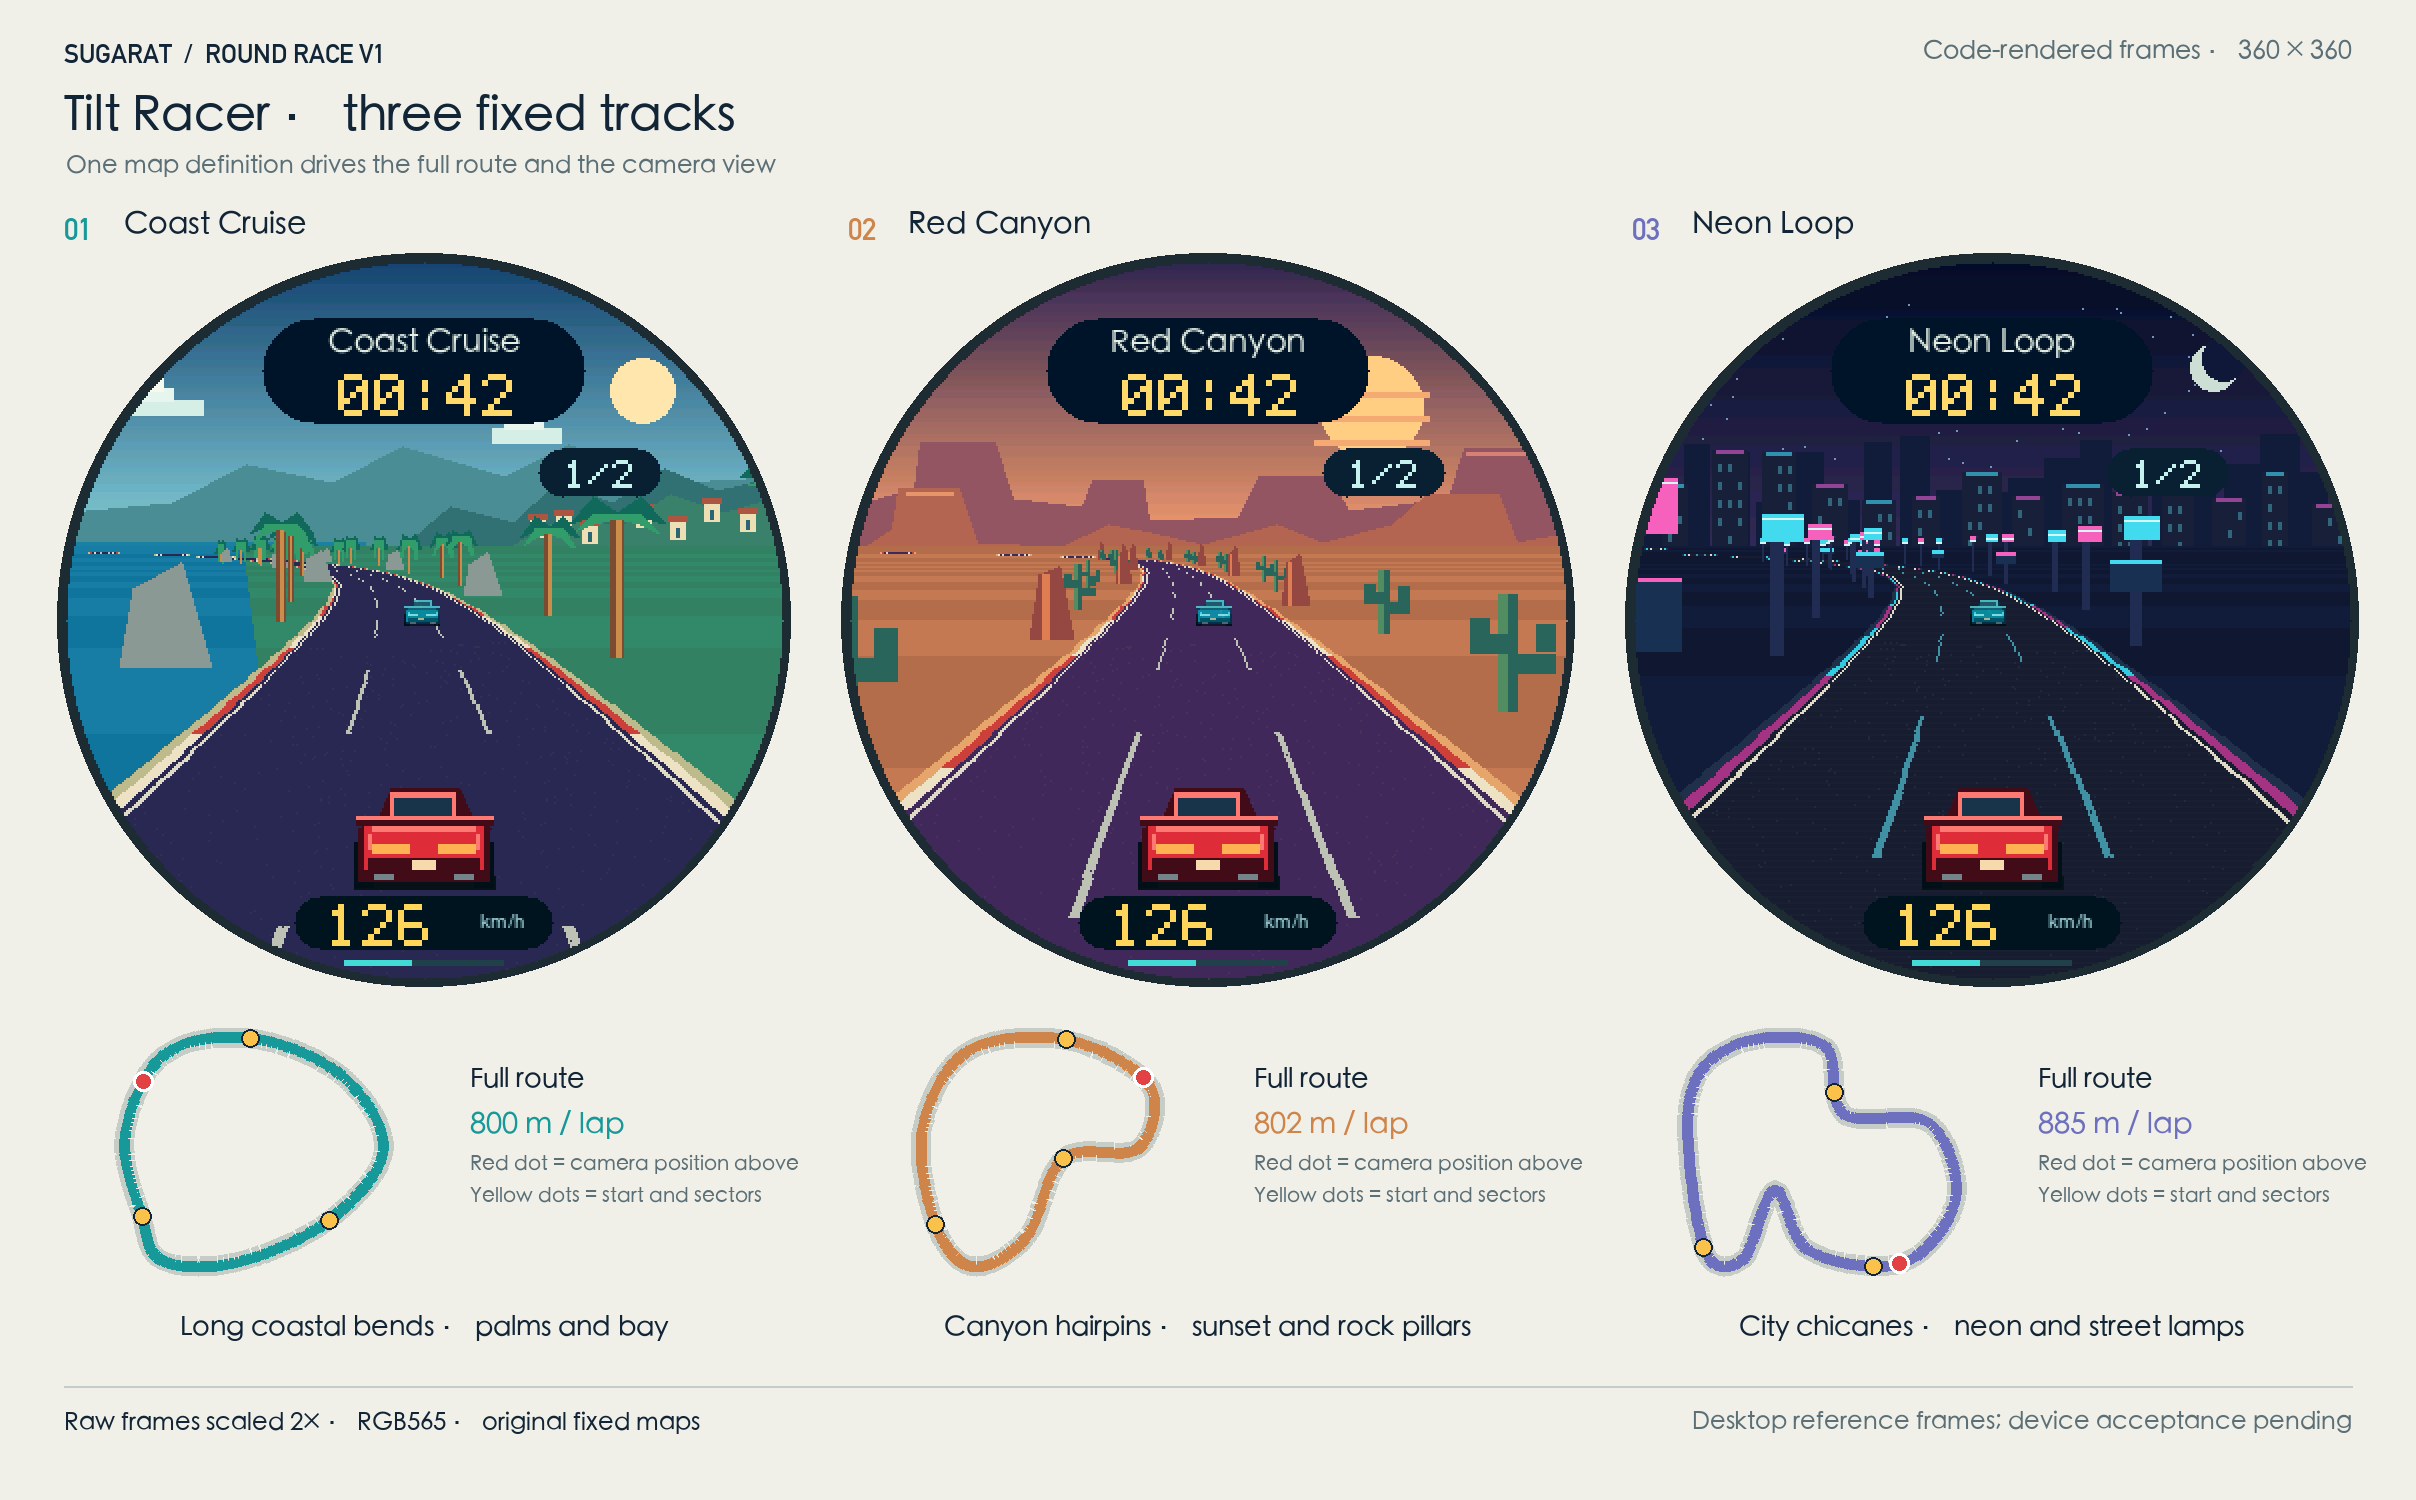 SUGARAT / ROUND RACE V1
Code-rendered frames · 360 × 360
Tilt Racer · three fixed tracks
One map definition drives the full route and the camera view
01 Coast Cruise
02 Red Canyon
03 Neon Loop
Coast Cruise
00:42
1/2
126 km/h
Red Canyon
00:42
1/2
126 km/h
Neon Loop
00:42
1/2
126 km/h
Full route
800 m / lap
Red dot = camera position above
Yellow dots = start and sectors
Full route
802 m / lap
Red dot = camera position above
Yellow dots = start and sectors
Full route
885 m / lap
Red dot = camera position above
Yellow dots = start and sectors
Long coastal bends · palms and bay
Canyon hairpins · sunset and rock pillars
City chicanes · neon and street lamps
Raw frames scaled 2× · RGB565 · original fixed maps
Desktop reference frames; device acceptance pending